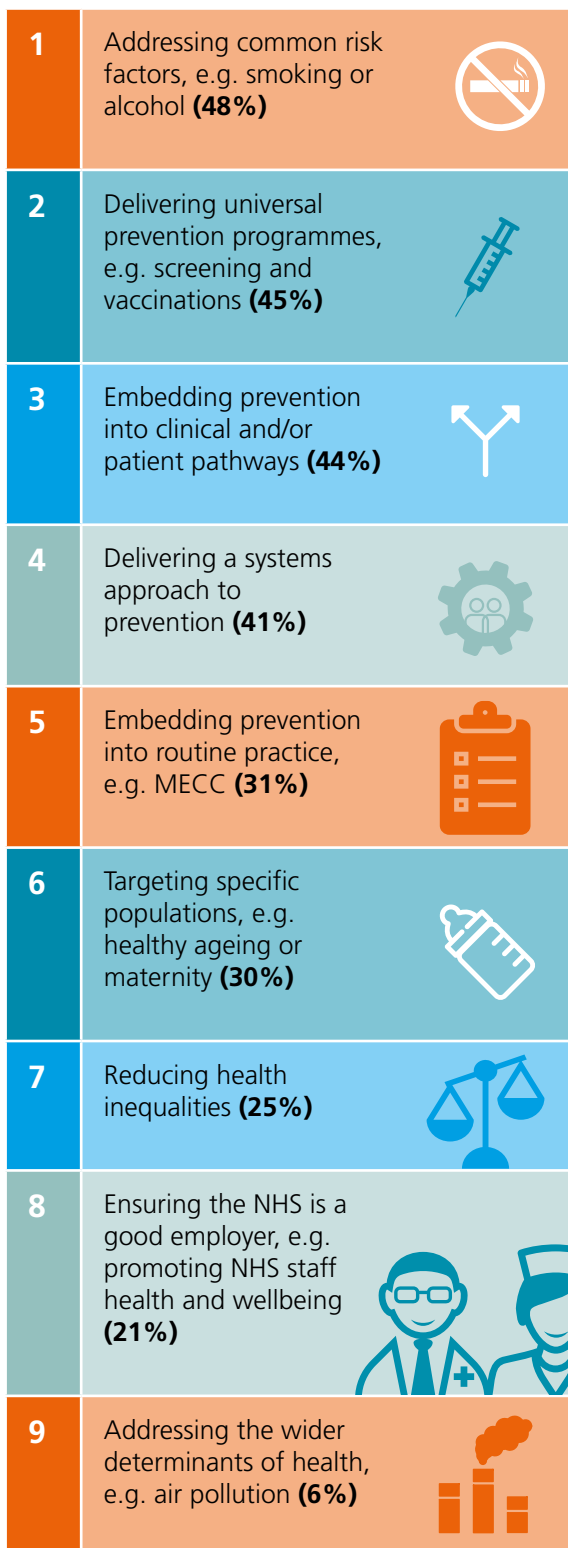 1
Addressing common risk
factors, e.g. smoking or
alcohol (48%)
2
Delivering universal
prevention programmes,
e.g. screening and
vaccinations (45%)
3
Embedding prevention
into clinical and/or
patient pathways (44%)
4
Delivering a systems
approach to
prevention (41%)
5
Embedding prevention
into routine practice,
e.g. MECC (31%)
6
Targeting specific
populations, e.g.
healthy ageing or
maternity (30%)
7
Reducing health
inequalities (25%)
8
Ensuring the NHS is a
good employer, e.g.
promoting NHS staff
health and wellbeing
(21%)
9
Addressing the wider
determinants of health,
e.g. air pollution (6%)